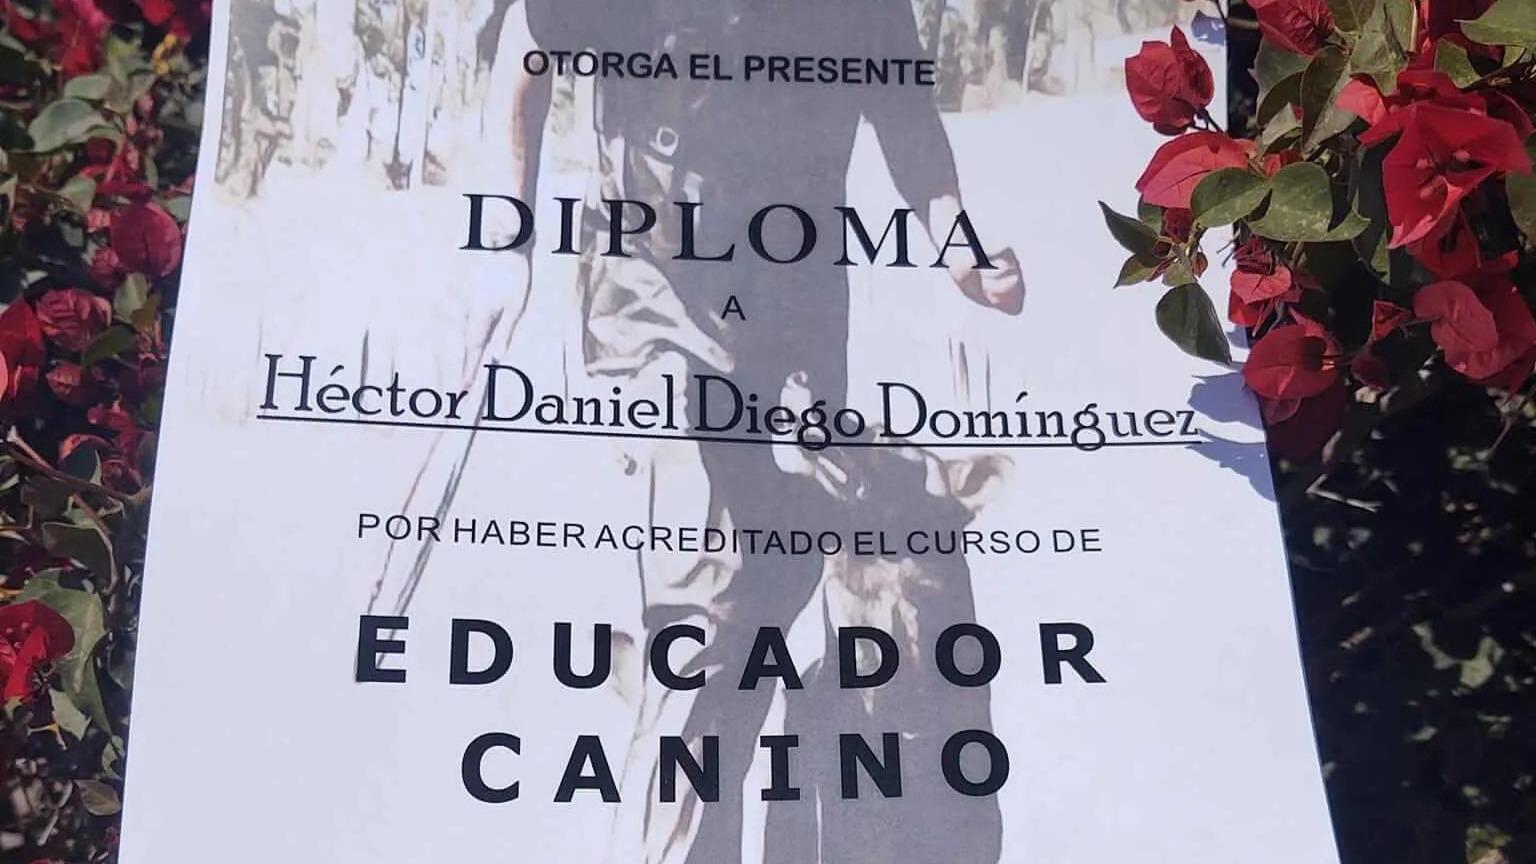 OTORGA EL PRESENTE
DIPLOMA
A
Héctor Daniel Diego Domínguez
POR HABER ACREDITADO EL CURSO DE
EDUCADOR
CANINO